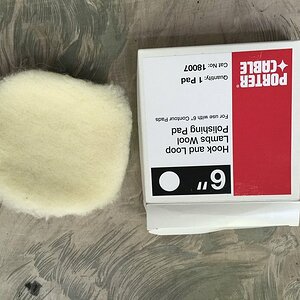 PORTER
CABLE
Cat No: 18007
Quantity: 1 Pad
6"
Hook and Loop
Lambs Wool
Polishing Pad
For use with 6" Contour Pads